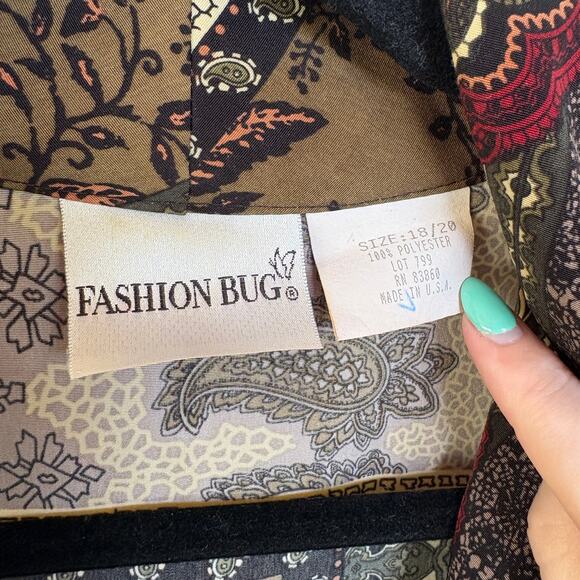 FASHION BUG®
SIZE:18/20
100% POLYESTER
LOT 799
RN 83860
MADE IN U.S.A.